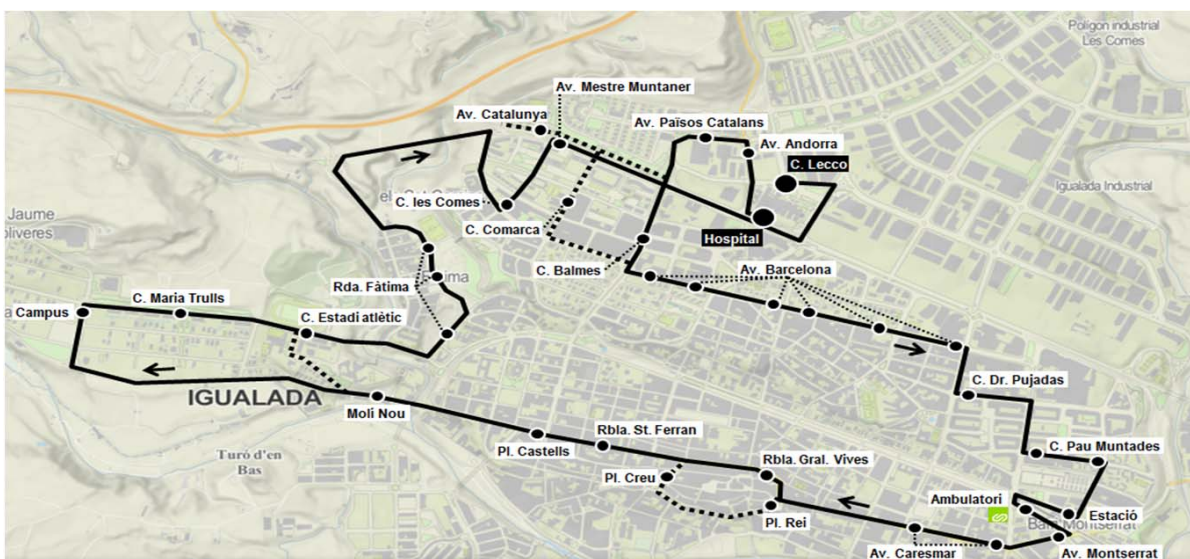 Polígon industrial
Les Comes
Av. Mestre Muntaner
Av. Catalunya
Av. Països Catalans
Av. Andorra
C. Lecco
Igualada Industrial
C. les Comes
Jaume
C. Comarca
Hospital
C. Balmes
Av. Barcelona
Rda. Fàtima
C. Maria Trulls
Campus
C. Estadi atlètic
C. Dr. Pujadas
IGUALADA
Molí Nou
Rbla. St. Ferran
Pl. Castells
C. Pau Muntades
Turó d'en
Bas
Rbla. Gral. Vives
Pl. Creu
Ambulatori
Estació
Pl. Rei
Av. Caresmar
Av. Montserrat